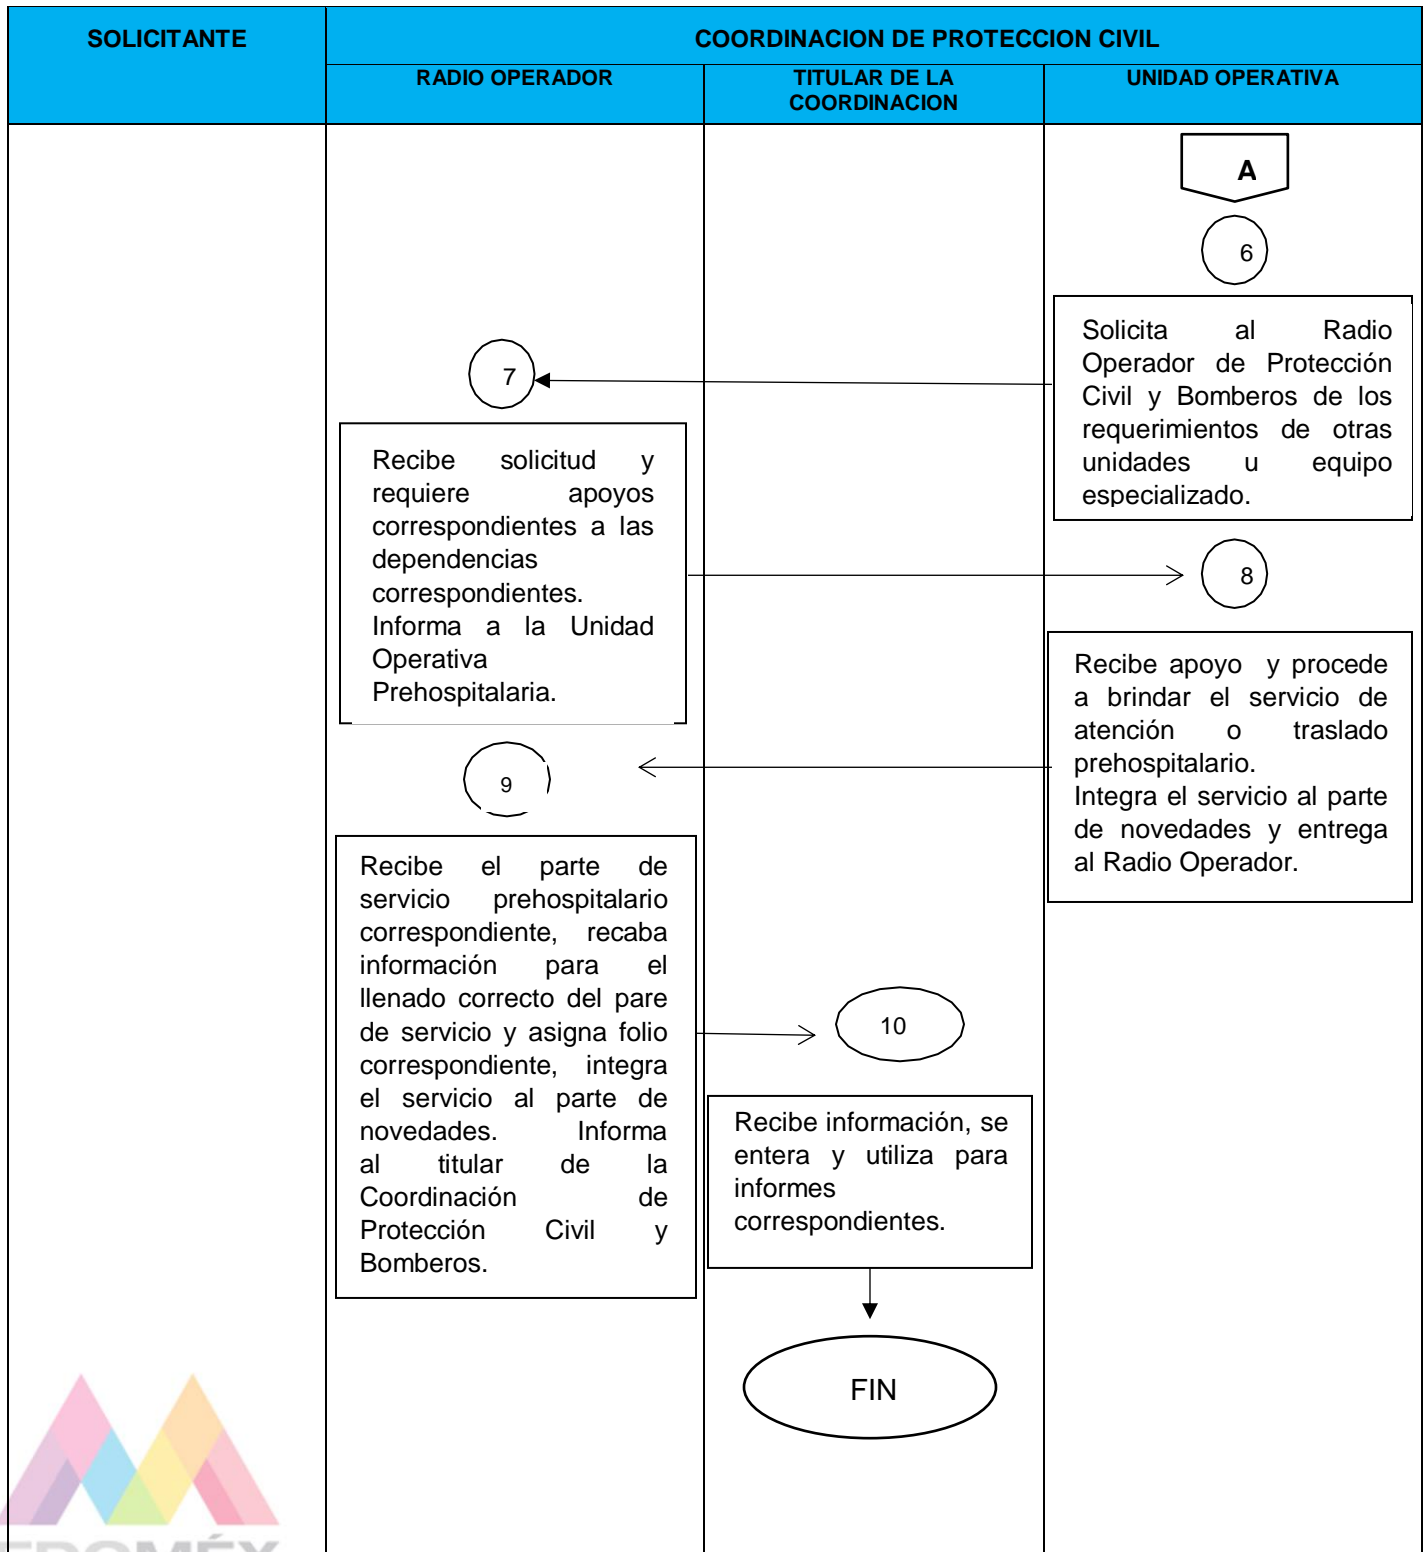 SOLICITANTE
COORDINACION DE PROTECCION CIVIL
RADIO OPERADOR
TITULAR DE LA
COORDINACION
UNIDAD OPERATIVA
A
6
Solicita al Radio
Operador de Protección
Civil y Bomberos de los
requerimientos de otras
unidades u equipo
especializado.
7
Recibe solicitud y
requiere apoyos
correspondientes a las
dependencias
correspondientes.
Informa a la Unidad
Operativa
Prehospitalaria.
8
Recibe apoyo y procede
a brindar el servicio de
atención o traslado
prehospitalario.
Integra el servicio al parte
de novedades y entrega
al Radio Operador.
9
Recibe el parte de
servicio prehospitalario
correspondiente, recaba
información para el
llenado correcto del pare
de servicio y asigna folio
correspondiente, integra
el servicio al parte de
novedades. Informa
al titular de la
Coordinación de
Protección Civil y
Bomberos.
10
Recibe información, se
entera y utiliza para
informes
correspondientes.
FIN